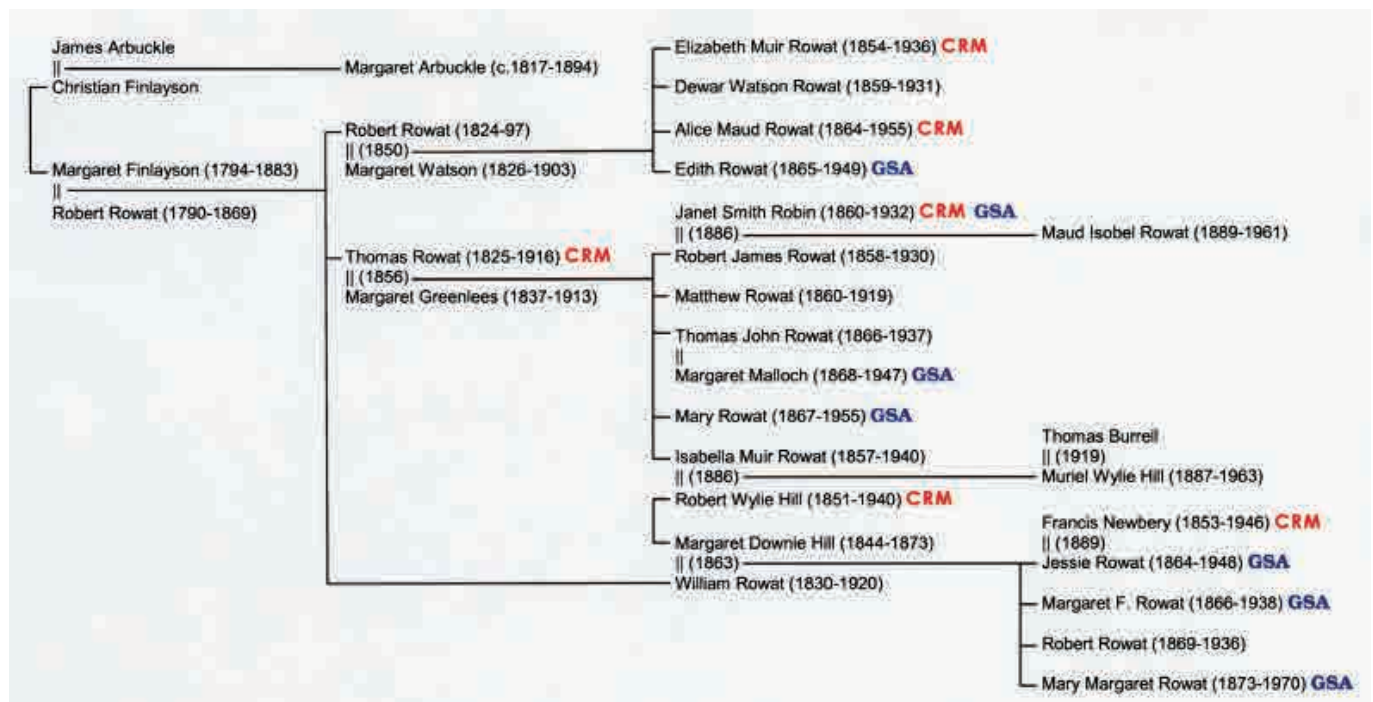 James Arbuckle
||
Christian Finlayson
Margaret Finlayson (1794-1883)
||
Robert Rowat (1790-1869)
Margaret Arbuckle (c.1817-1894)
Robert Rowat (1824-97)
|| (1850)
Margaret Watson (1826-1903)
Thomas Rowat (1825-1916) CRM
|| (1856)
Margaret Greenlees (1837-1913)
Elizabeth Muir Rowat (1854-1936) CRM
Dewar Watson Rowat (1859-1931)
Alice Maud Rowat (1864-1955) CRM
Edith Rowat (1865-1949) GSA
Janet Smith Robin (1860-1932) CRM GSA
|| (1886)
Robert James Rowat (1858-1930)
Matthew Rowat (1860-1919)
Thomas John Rowat (1866-1937)
||
Margaret Malloch (1868-1947) GSA
Mary Rowat (1867-1955) GSA
Isabella Muir Rowat (1857-1940)
|| (1886)
Robert Wylie Hill (1851-1940) CRM
Margaret Downie Hill (1844-1873)
|| (1863)
William Rowat (1830-1920)
Maud Isobel Rowat (1889-1961)
Thomas Burrell
|| (1919)
Muriel Wylie Hill (1887-1963)
Francis Newbery (1853-1946) CRM
|| (1889)
Jessie Rowat (1864-1948) GSA
Margaret F. Rowat (1866-1938) GSA
Robert Rowat (1869-1936)
Mary Margaret Rowat (1873-1970) GSA